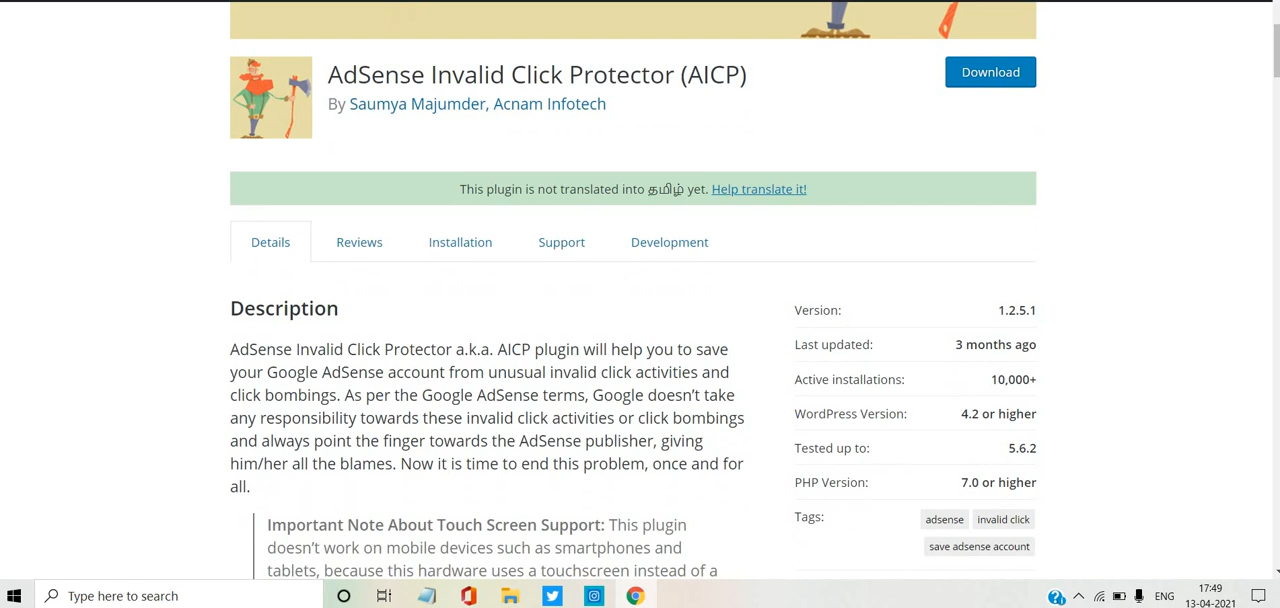 AdSense Invalid Click Protector (AICP)
Download
By Saumya Majumder, Acnam Infotech
This plugin is not translated into தமிழ் yet. Help translate it!
Details Reviews Installation Support Development
Description
AdSense Invalid Click Protector a.k.a. AICP plugin will help you to save
your Google AdSense account from unusual invalid click activities and
click bombings. As per the Google AdSense terms, Google doesn’t take
any responsibility towards these invalid click activities or click bombings
and always point the finger towards the AdSense publisher, giving
him/her all the blames. Now it is time to end this problem, once and for
all.
Important Note About Touch Screen Support: This plugin
doesn’t work on mobile devices such as smartphones and
tablets, because this hardware uses a touchscreen instead of a
Version: 1.2.5.1
Last updated: 3 months ago
Active installations: 10,000+
WordPress Version: 4.2 or higher
Tested up to: 5.6.2
PHP Version: 7.0 or higher
Tags: adsense invalid click
save adsense account
Type here to search
ENG
17:49
13-04-2021